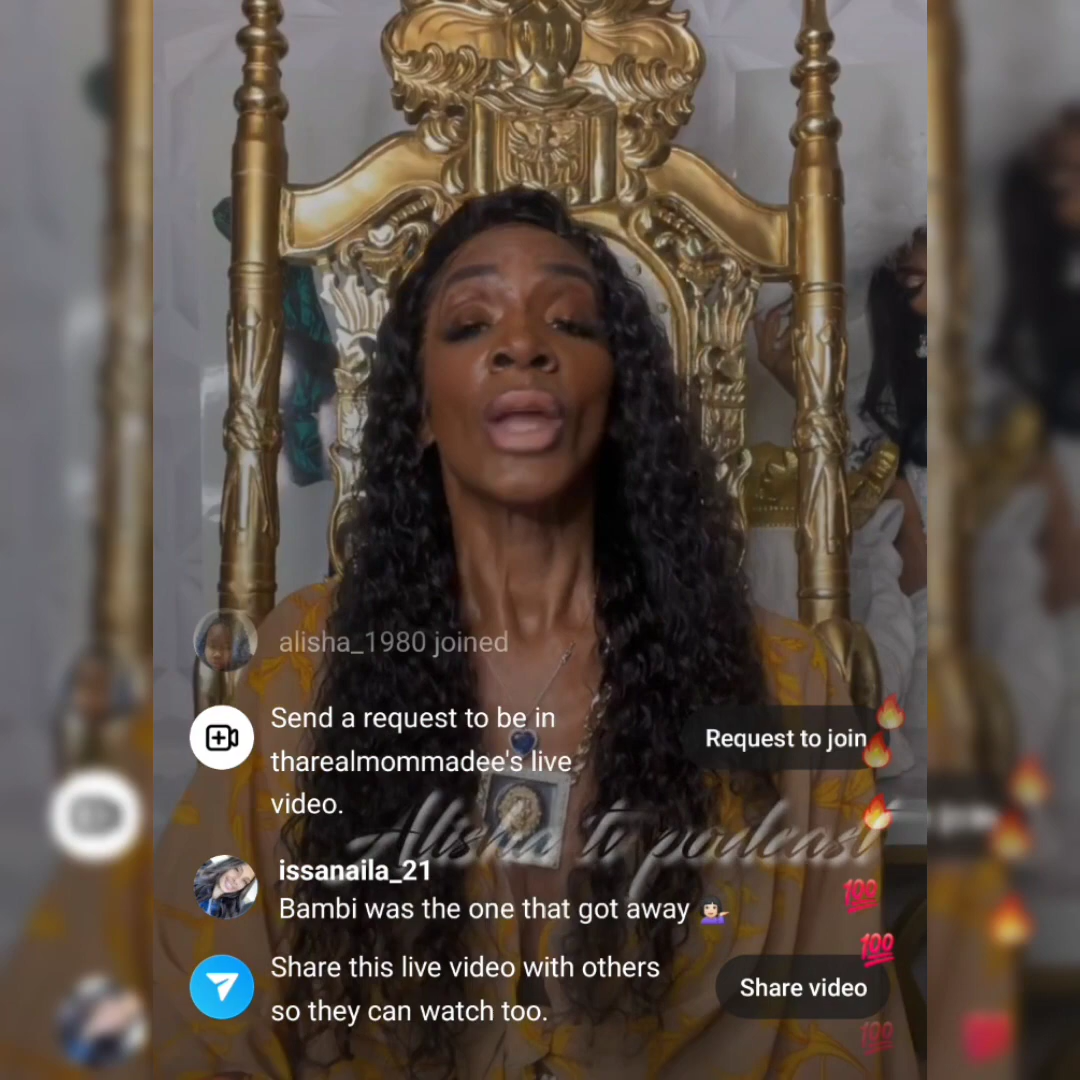 alisha_1980 joined
Send a request to be in
tharealmommadee's live
video.
Request to join
Alisha tv podcast
issanaila_21
Bambi was the one that got away 💁🏻‍♀️
Share this live video with others
so they can watch too.
Share video